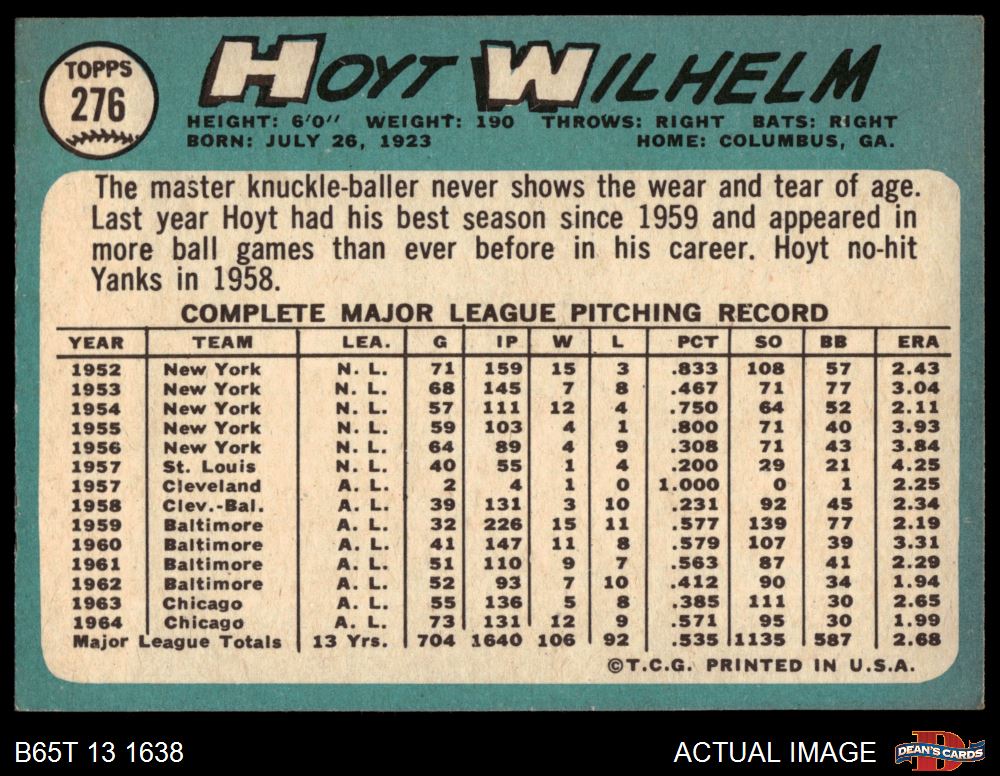 TOPPS
276
HOYT WILHELM
HEIGHT: 6'0" WEIGHT: 190 THROWS: RIGHT BATS: RIGHT
BORN: JULY 26, 1923 HOME: COLUMBUS, GA.
The master knuckle-baller never shows the wear and tear of age.
Last year Hoyt had his best season since 1959 and appeared in
more ball games than ever before in his career. Hoyt no-hit
Yanks in 1958.
COMPLETE MAJOR LEAGUE PITCHING RECORD
YEAR TEAM LEA. G IP W L PCT SO BB ERA
1952 New York N. L. 71 159 15 3 .833 108 57 2.43
1953 New York N. L. 68 145 7 8 .467 71 77 3.04
1954 New York N. L. 57 111 12 4 .750 64 52 2.11
1955 New York N. L. 59 103 4 1 .800 71 40 3.93
1956 New York N. L. 64 89 4 9 .308 71 43 3.84
1957 St. Louis N. L. 40 55 1 4 .200 29 21 4.25
1957 Cleveland A. L. 2 4 1 0 1.000 0 1 2.25
1958 Clev.-Bal. A. L. 39 131 3 10 .231 92 45 2.34
1959 Baltimore A. L. 32 226 15 11 .577 139 77 2.19
1960 Baltimore A. L. 41 147 11 8 .579 107 39 3.31
1961 Baltimore A. L. 51 110 9 7 .563 87 41 2.29
1962 Baltimore A. L. 52 93 7 10 .412 90 34 1.94
1963 Chicago A. L. 55 136 5 8 .385 111 30 2.65
1964 Chicago A. L. 73 131 12 9 .571 95 30 1.99
Major League Totals 13 Yrs. 704 1640 106 92 .535 1135 587 2.68
©T.C.G. PRINTED IN U.S.A.
B65T 13 1638 ACTUAL IMAGE
DEAN'S CARDS